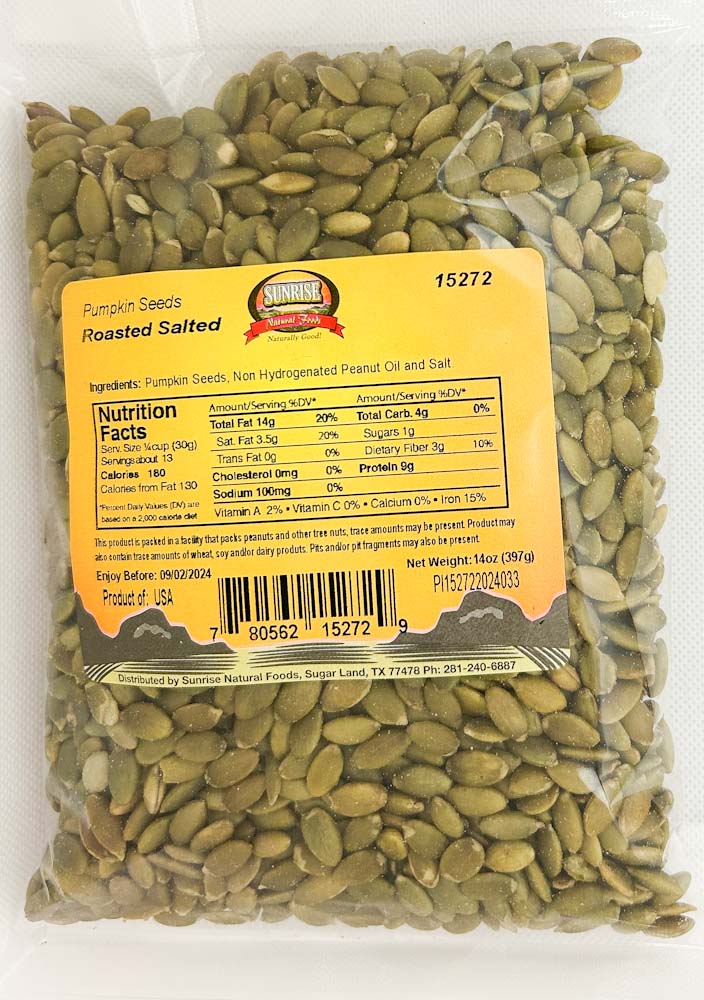 Pumpkin Seeds
Roasted Salted
SUNRISE
Natural Foods
Naturally Good!
15272
Ingredients: Pumpkin Seeds, Non Hydrogenated Peanut Oil and Salt
Nutrition
Facts
Serv. Size ¼cup (30g)
Servings about 13
Calories 180
Calories from Fat 130
*Percent Daily Values (DV) are
based on a 2,000 calorie diet
Amount/Serving %DV*
Total Fat 14g 20%
Sat. Fat 3.5g 20%
Trans Fat 0g 0%
Cholesterol 0mg 0%
Sodium 100mg 0%
Amount/Serving %DV*
Total Carb. 4g 0%
Sugars 1g
Dietary Fiber 3g 10%
Protein 9g
Vitamin A 2% • Vitamin C 0% • Calcium 0% • Iron 15%
This product is packed in a facility that packs peanuts and other tree nuts, trace amounts may be present. Product may
also contain trace amounts of wheat, soy and/or dairy produts. Pits and/or pit fragments may also be present.
Enjoy Before: 09/02/2024
Product of: USA
Net Weight: 14oz (397g)
PI152722024033
7 80562 15272 9
Distributed by Sunrise Natural Foods, Sugar Land, TX 77478 Ph: 281-240-6887